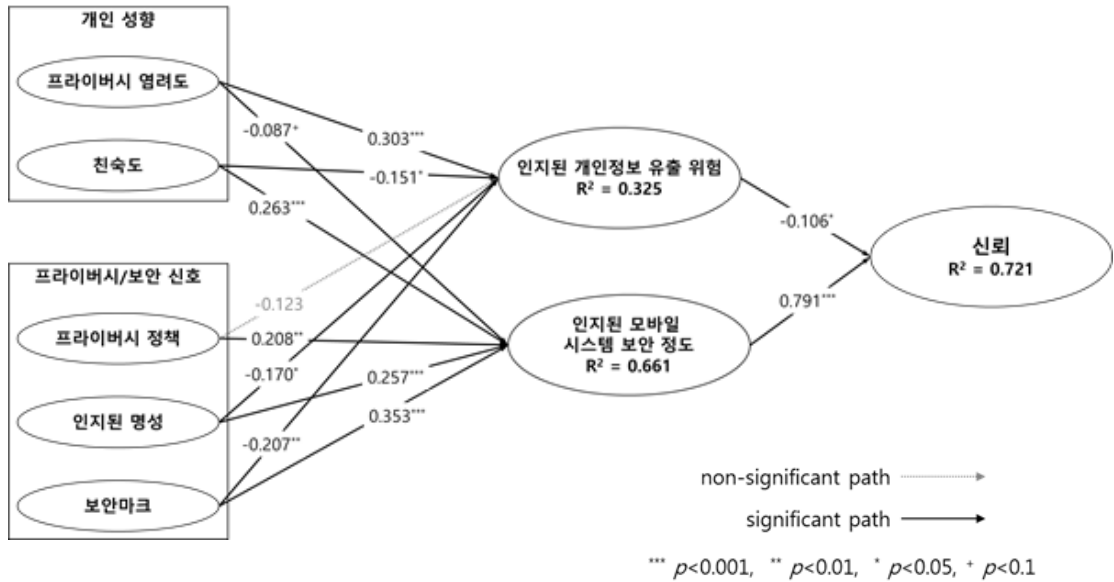 개인 성향
프라이버시 염려도
친숙도
-0.087⁺
0.303***
-0.151*
0.263***
인지된 개인정보 유출 위험
R² = 0.325
-0.106*
신뢰
R² = 0.721
프라이버시/보안 신호
프라이버시 정책
인지된 명성
보안마크
-0.123
0.208**
-0.170*
0.257***
0.353***
-0.207**
인지된 모바일
시스템 보안 정도
R² = 0.661
0.791***
non-significant path
significant path
*** p<0.001, ** p<0.01, * p<0.05, ⁺ p<0.1